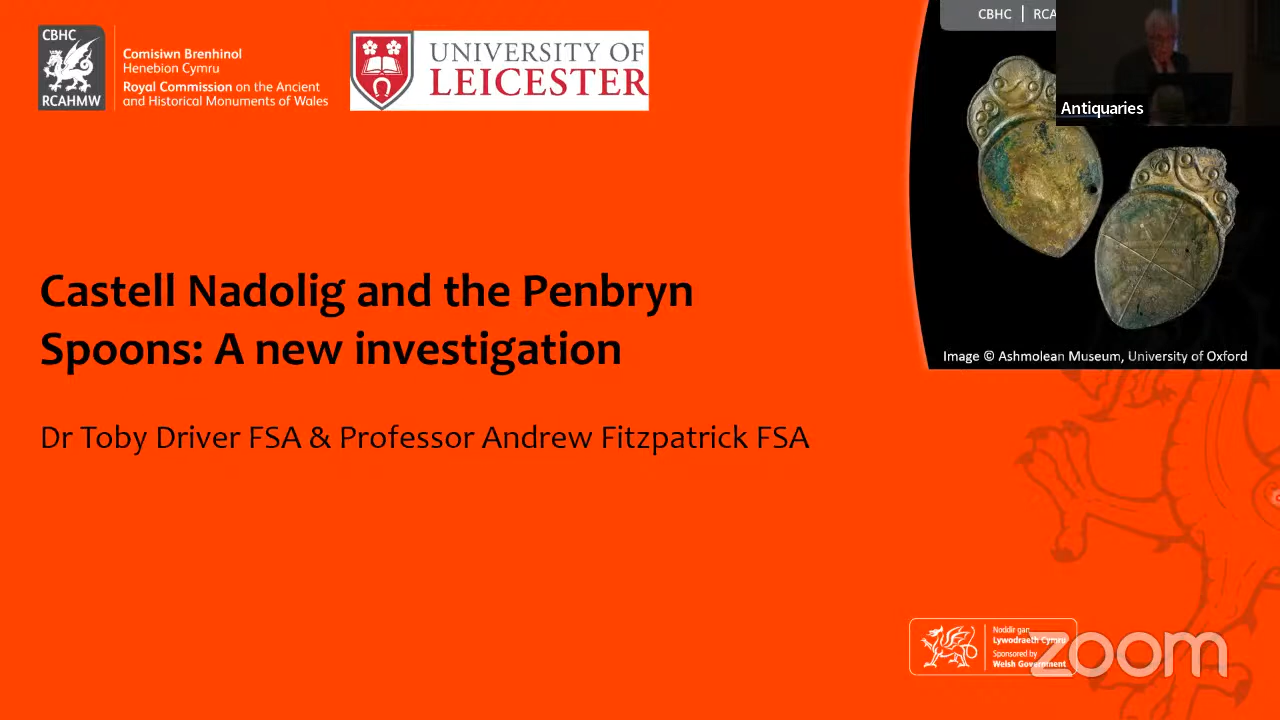 CBHC
RCAHMW
Comisiwn Brenhinol
Henebion Cymru
Royal Commission on the Ancient
and Historical Monuments of Wales
UNIVERSITY OF
LEICESTER
CBHC | RCA
Antiquaries
Castell Nadolig and the Penbryn
Spoons: A new investigation
Image © Ashmolean Museum, University of Oxford
Dr Toby Driver FSA & Professor Andrew Fitzpatrick FSA
Noddir gan
Lywodraeth Cymru
Sponsored by
Welsh Government
zoom